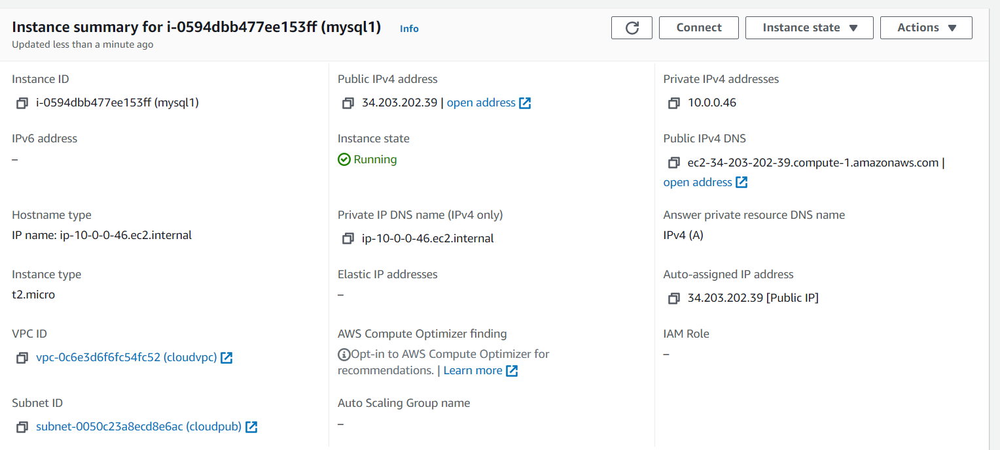 Instance summary for i-0594dbb477ee153ff (mysql1) Info
Updated less than a minute ago
Connect
Instance state
Actions
Instance ID
i-0594dbb477ee153ff (mysql1)
Public IPv4 address
34.203.202.39 | open address
Private IPv4 addresses
10.0.0.46
IPv6 address
–
Instance state
Running
Public IPv4 DNS
ec2-34-203-202-39.compute-1.amazonaws.com |
open address
Hostname type
IP name: ip-10-0-0-46.ec2.internal
Private IP DNS name (IPv4 only)
ip-10-0-0-46.ec2.internal
Answer private resource DNS name
IPv4 (A)
Instance type
t2.micro
Elastic IP addresses
–
Auto-assigned IP address
34.203.202.39 [Public IP]
VPC ID
vpc-0c6e3d6f6fc54fc52 (cloudvpc)
AWS Compute Optimizer finding
Opt-in to AWS Compute Optimizer for
recommendations. | Learn more
IAM Role
–
Subnet ID
subnet-0050c23a8ecd8e6ac (cloudpub)
Auto Scaling Group name
–